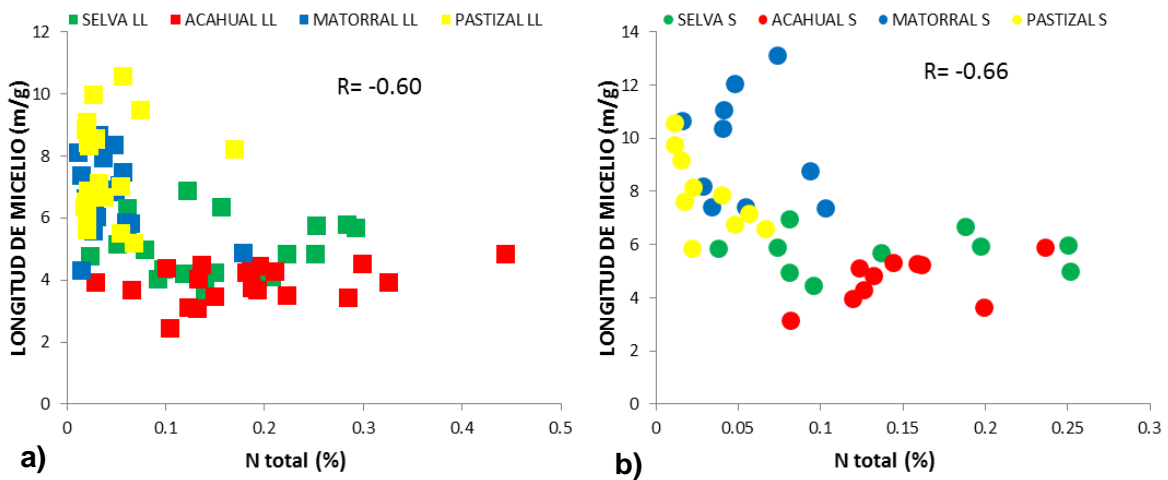 SELVA LL ACAHUAL LL MATORRAL LL PASTIZAL LL
12
10
8
6
4
2
0
R= -0.60
LONGITUD DE MICELIO (m/g)
0 0.1 0.2 0.3 0.4 0.5
N total (%)
a)
SELVA S ACAHUAL S MATORRAL S PASTIZAL S
14
12
10
8
6
4
2
0
R= -0.66
LONGITUD DE MICELIO (m/g)
0 0.05 0.1 0.15 0.2 0.25 0.3
N total (%)
b)